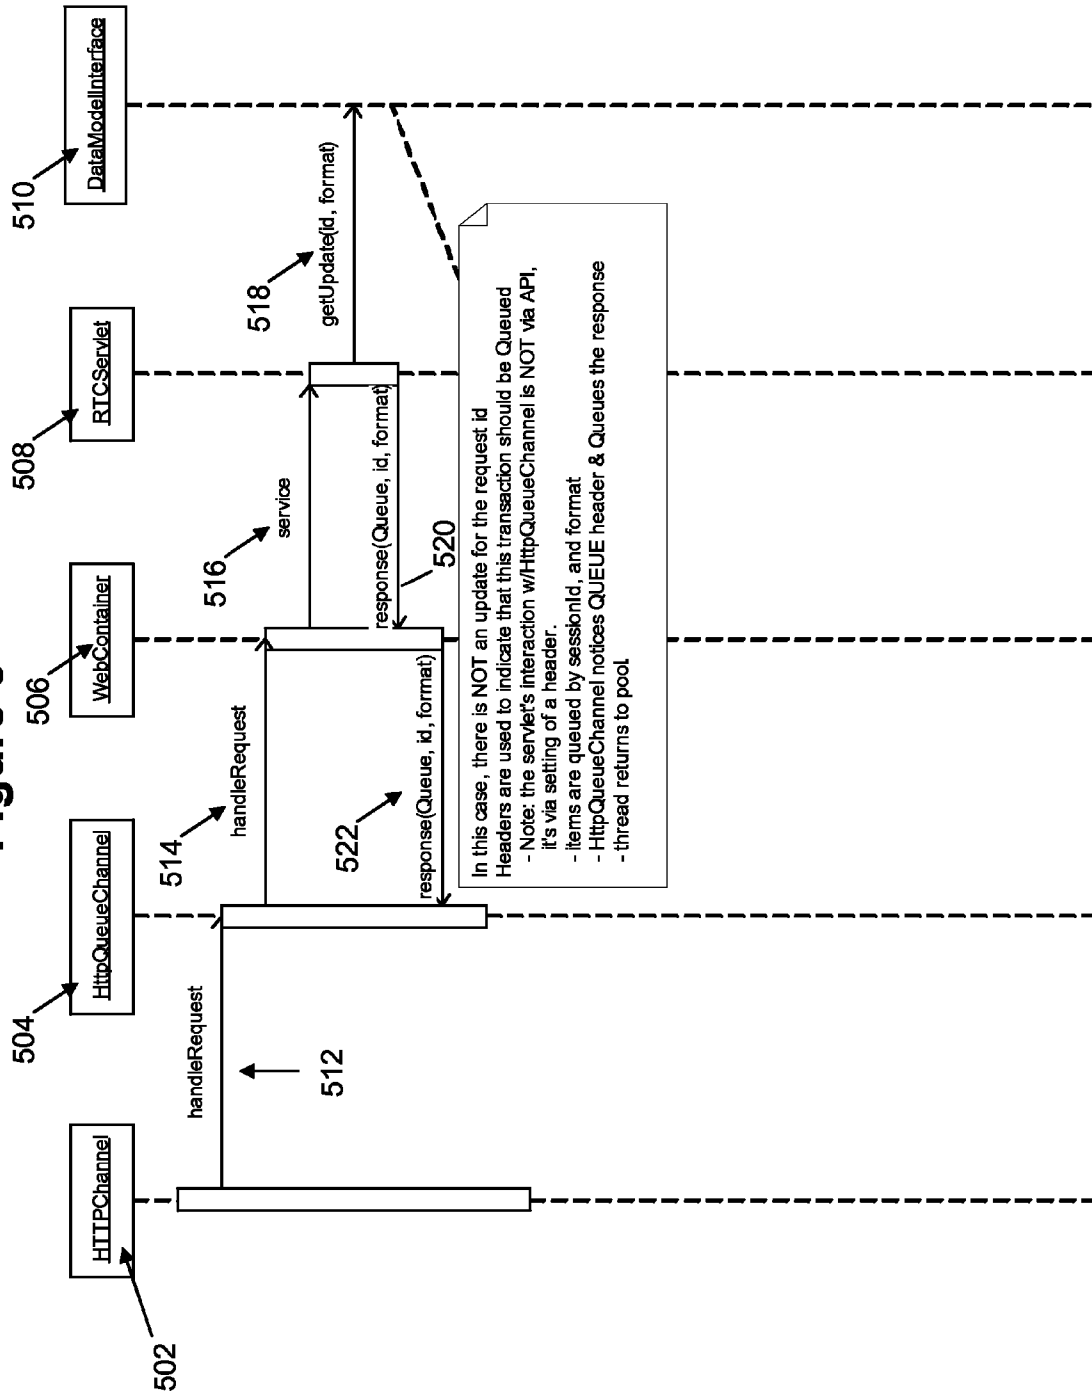 Figure 5
502
504
506
508
510
HTTPChannel
HttpQueueChannel
WebContainer
RTCServlet
DataModelInterface
handleRequest
512
514
handleRequest
516
service
518
getUpdate(id, format)
response(Queue, id, format)
520
522
response(Queue, id, format)
In this case, there is NOT an update for the request id
Headers are used to indicate that this transaction should be Queued
- Note: the servlet's interaction w/HttpQueueChannel is NOT via API,
it's via setting of a header.
- items are queued by sessionId, and format
- HttpQueueChannel notices QUEUE header & Queues the response
- thread returns to pool.